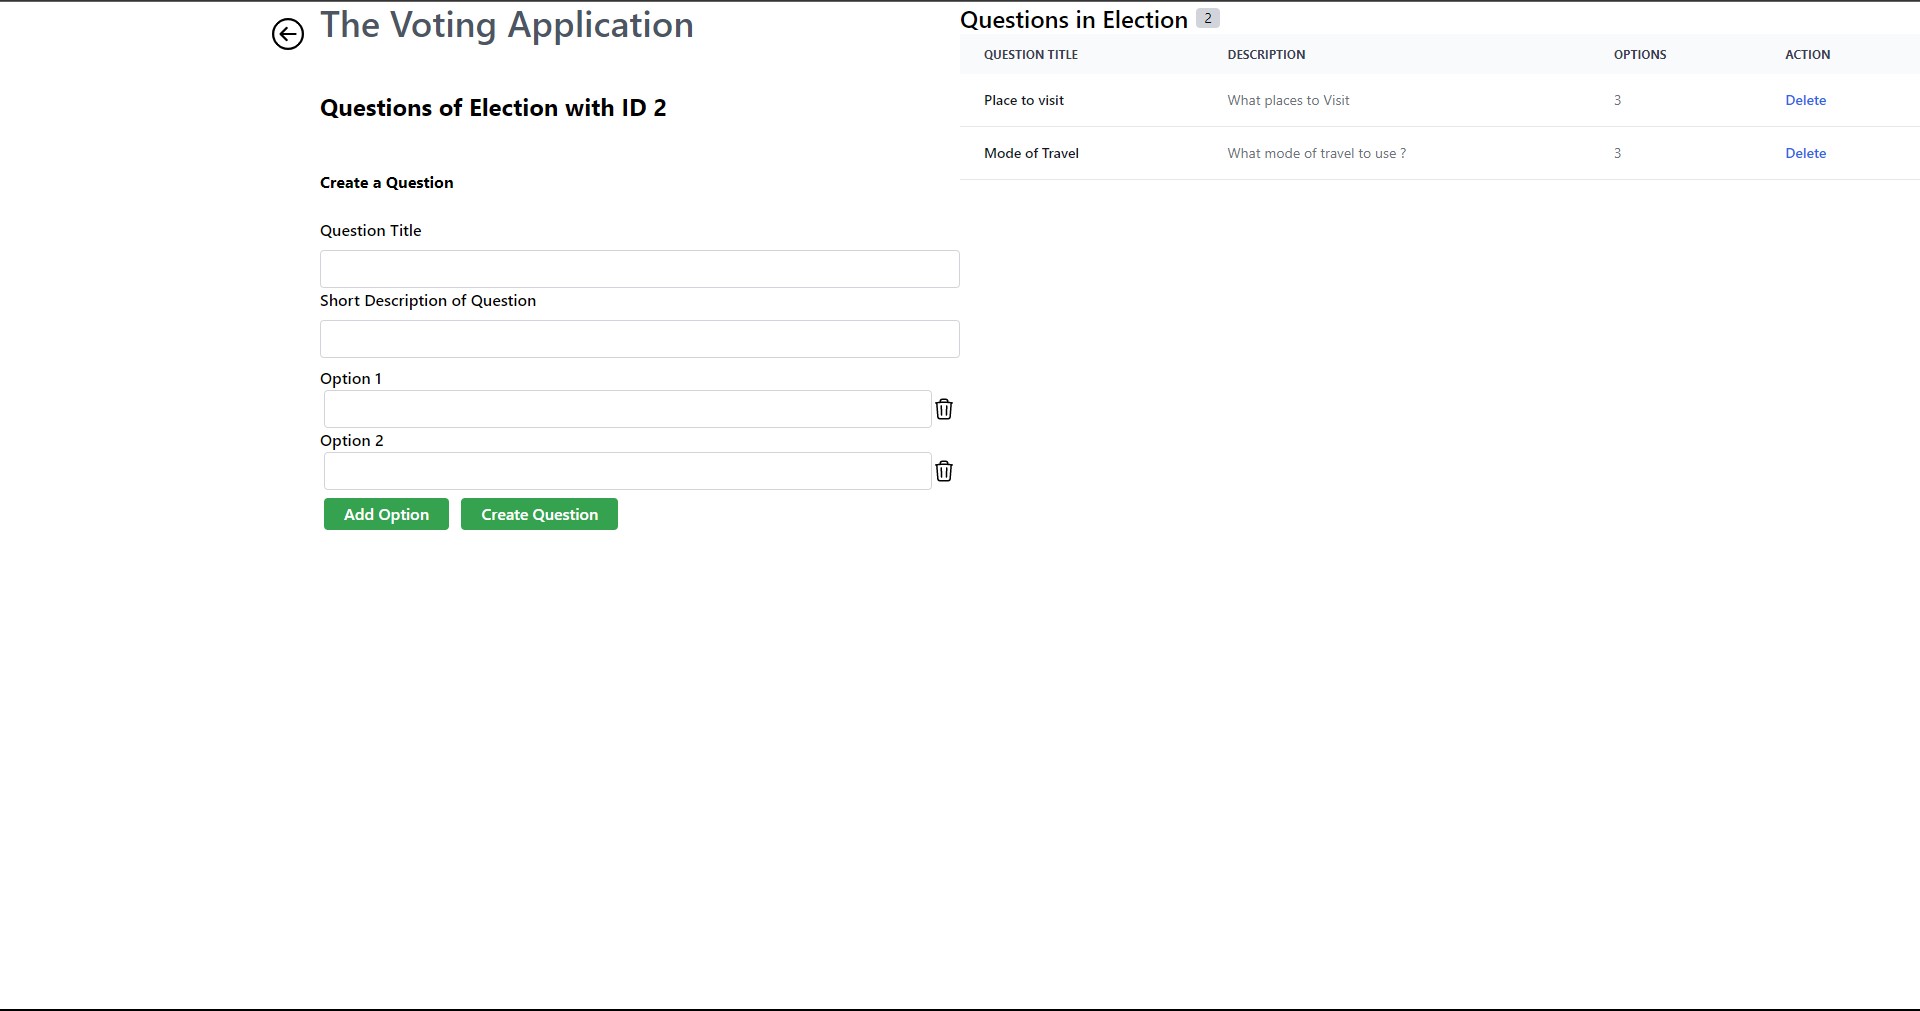 The Voting Application
Questions of Election with ID 2
Create a Question
Question Title
Short Description of Question
Option 1
Option 2
Add Option Create Question
Questions in Election 2
QUESTION TITLE DESCRIPTION OPTIONS ACTION
Place to visit What places to Visit 3 Delete
Mode of Travel What mode of travel to use ? 3 Delete